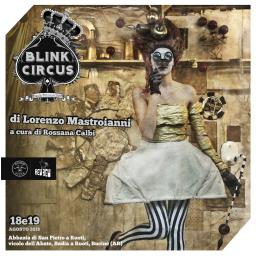 BLINK
CIRCUS
di Lorenzo Mastroianni
a cura di Rossana Calbi
18e19
AGOSTO 2013
Abbazia di San Pietro a Ruoti,
vicolo dell'Abate, Badia a Ruoti, Bucine (AR)